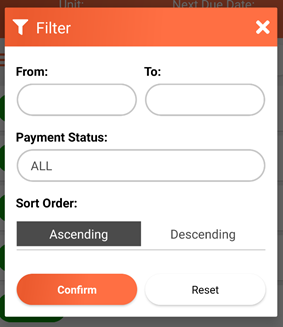 Unit: Next Due Date:
Filter
From: To:
Payment Status:
ALL
Sort Order:
Ascending Descending
Confirm Reset